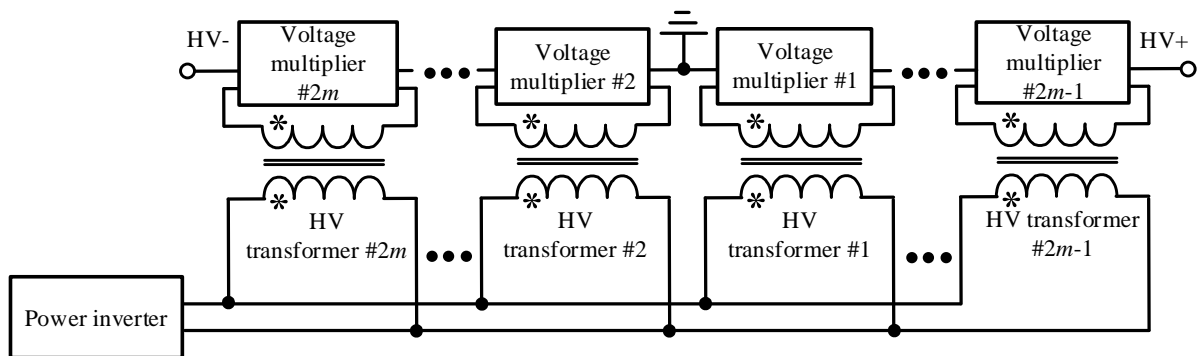 HV-
Voltage
multiplier
#2m
Voltage
multiplier #2
Voltage
multiplier #1
Voltage
multiplier
#2m-1
HV+
*
*
*
*
*
*
*
*
HV
transformer #2m
HV
transformer #2
HV
transformer #1
HV transformer
#2m-1
Power inverter